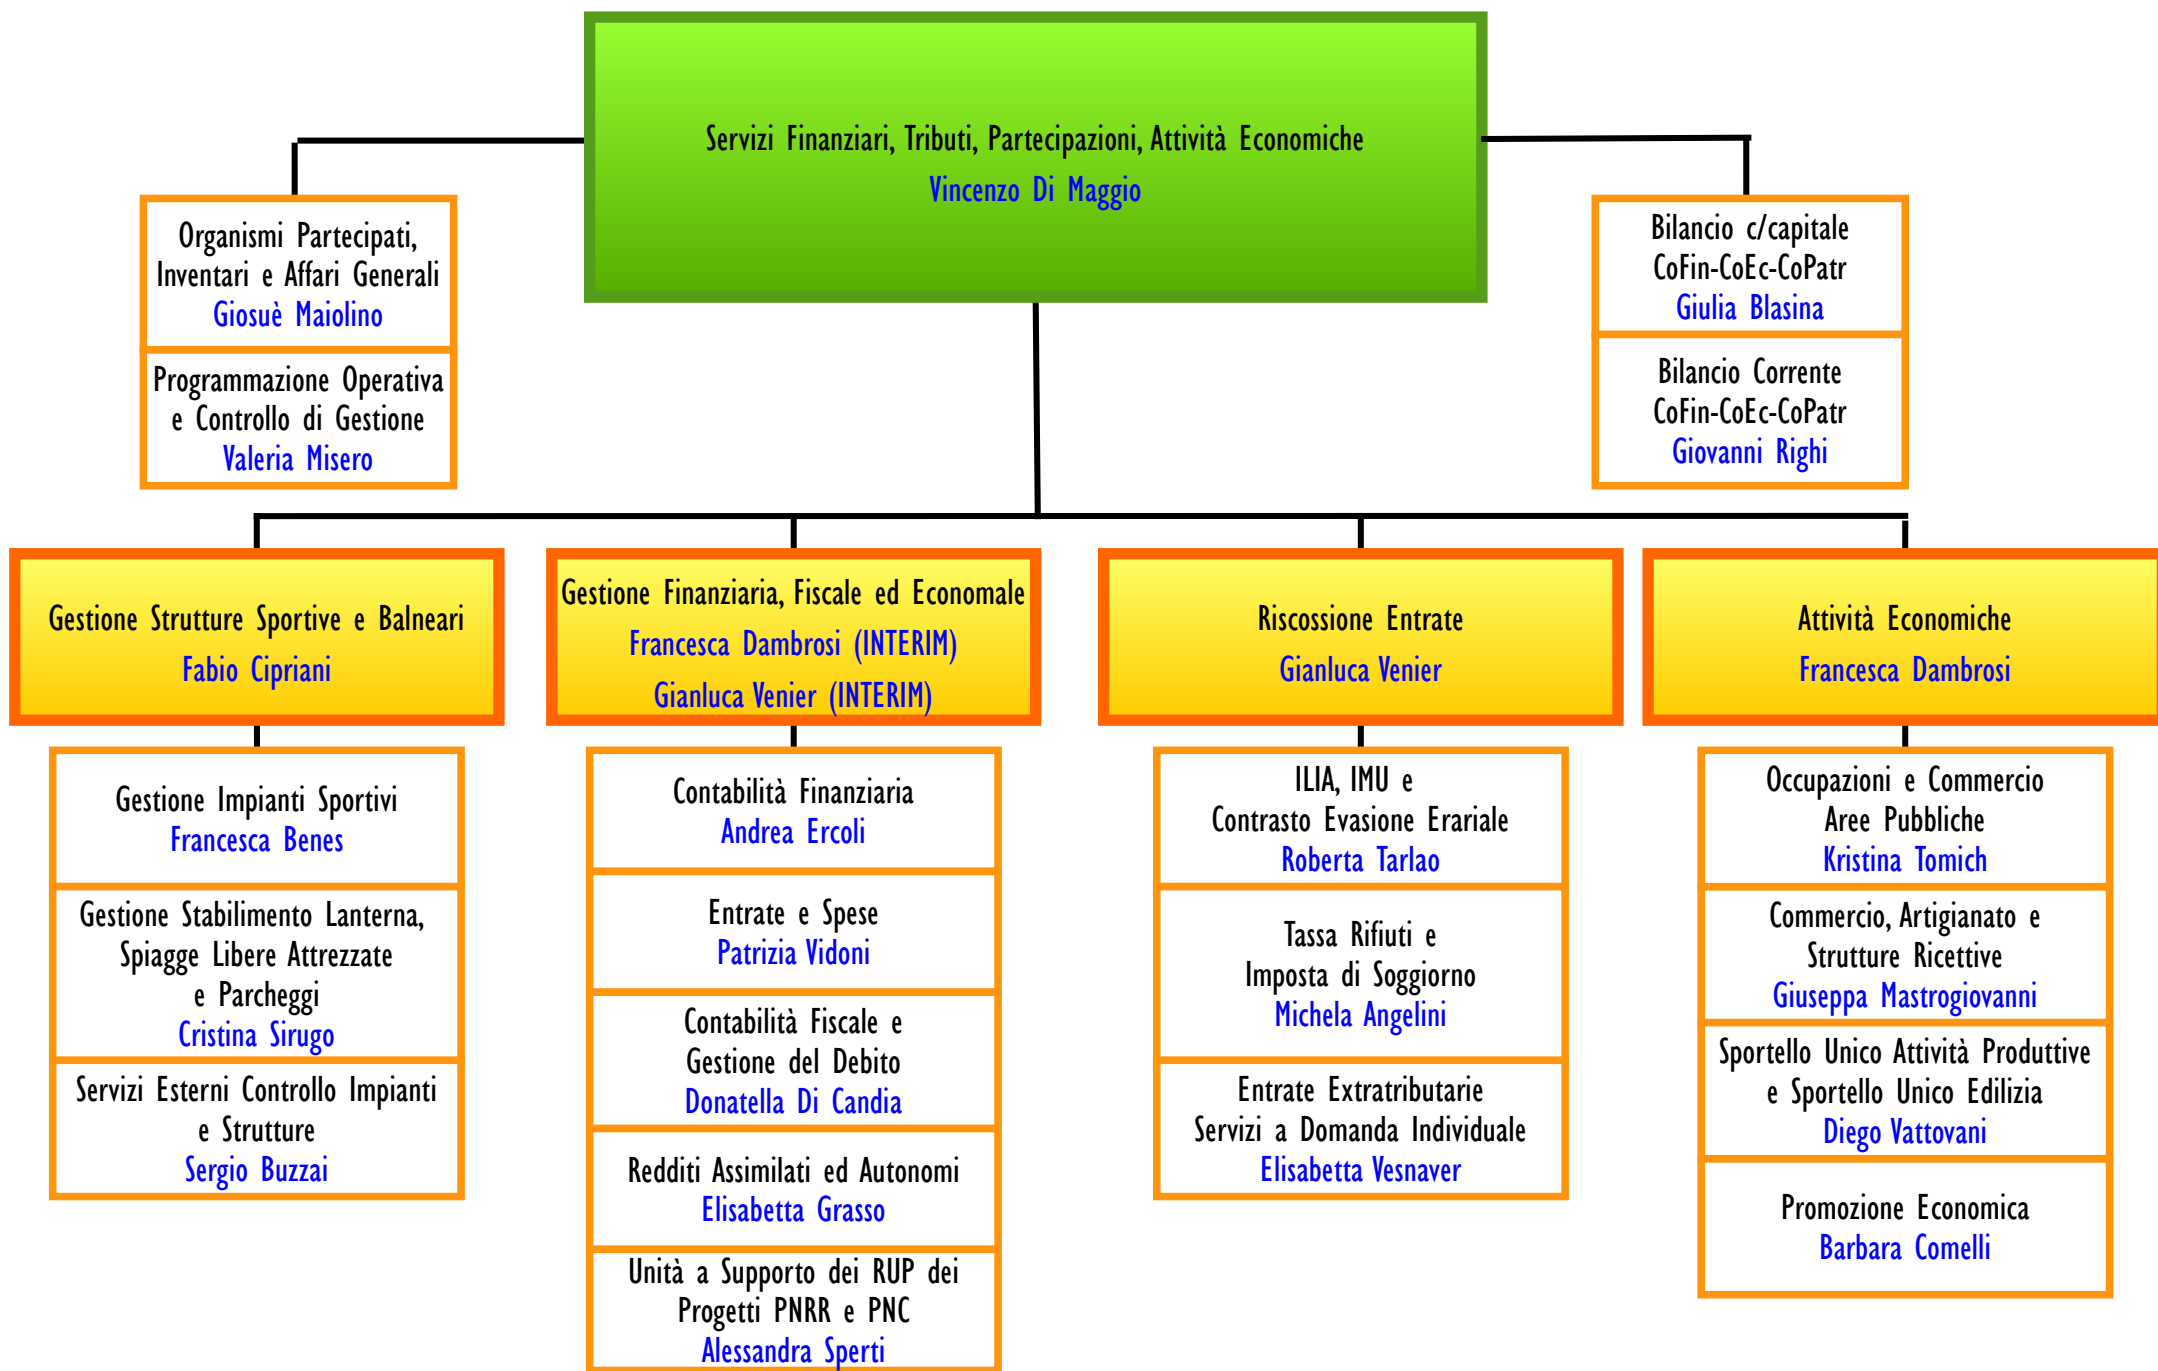 Servizi Finanziari, Tributi, Partecipazioni, Attività Economiche
Vincenzo Di Maggio
Organismi Partecipati,
Inventari e Affari Generali
Giosuè Maiolino
Programmazione Operativa
e Controllo di Gestione
Valeria Misero
Bilancio c/capitale
CoFin-CoEc-CoPatr
Giulia Blasina
Bilancio Corrente
CoFin-CoEc-CoPatr
Giovanni Righi
Gestione Strutture Sportive e Balneari
Fabio Cipriani
Gestione Impianti Sportivi
Francesca Benes
Gestione Stabilimento Lanterna,
Spiagge Libere Attrezzate
e Parcheggi
Cristina Sirugo
Servizi Esterni Controllo Impianti
e Strutture
Sergio Buzzai
Gestione Finanziaria, Fiscale ed Economale
Francesca Dambrosi (INTERIM)
Gianluca Venier (INTERIM)
Contabilità Finanziaria
Andrea Ercoli
Entrate e Spese
Patrizia Vidoni
Contabilità Fiscale e
Gestione del Debito
Donatella Di Candia
Redditi Assimilati ed Autonomi
Elisabetta Grasso
Unità a Supporto dei RUP dei
Progetti PNRR e PNC
Alessandra Sperti
Riscossione Entrate
Gianluca Venier
ILIA, IMU e
Contrasto Evasione Erariale
Roberta Tarlao
Tassa Rifiuti e
Imposta di Soggiorno
Michela Angelini
Entrate Extratributarie
Servizi a Domanda Individuale
Elisabetta Vesnaver
Attività Economiche
Francesca Dambrosi
Occupazioni e Commercio
Aree Pubbliche
Kristina Tomich
Commercio, Artigianato e
Strutture Ricettive
Giuseppa Mastrogiovanni
Sportello Unico Attività Produttive
e Sportello Unico Edilizia
Diego Vattovani
Promozione Economica
Barbara Comelli